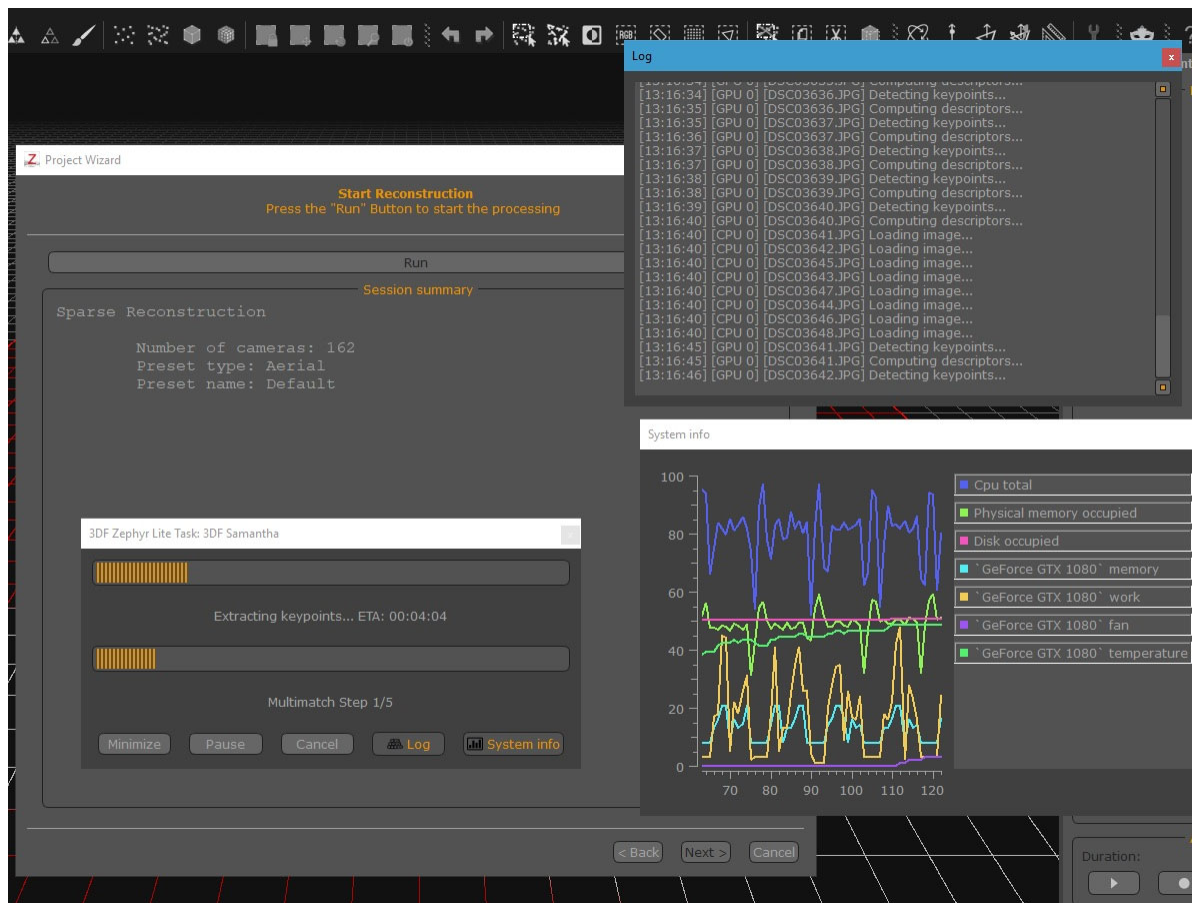 RGB
Log
x
[13:16:34] [GPU 0] [DSC03635.JPG] Computing descriptors...
[13:16:34] [GPU 0] [DSC03636.JPG] Detecting keypoints...
[13:16:35] [GPU 0] [DSC03636.JPG] Computing descriptors...
[13:16:35] [GPU 0] [DSC03637.JPG] Detecting keypoints...
[13:16:36] [GPU 0] [DSC03637.JPG] Computing descriptors...
[13:16:37] [GPU 0] [DSC03638.JPG] Detecting keypoints...
[13:16:37] [GPU 0] [DSC03638.JPG] Computing descriptors...
[13:16:38] [GPU 0] [DSC03639.JPG] Detecting keypoints...
[13:16:38] [GPU 0] [DSC03639.JPG] Computing descriptors...
[13:16:39] [GPU 0] [DSC03640.JPG] Detecting keypoints...
[13:16:40] [GPU 0] [DSC03640.JPG] Computing descriptors...
[13:16:40] [CPU 0] [DSC03641.JPG] Loading image...
[13:16:40] [CPU 0] [DSC03642.JPG] Loading image...
[13:16:40] [CPU 0] [DSC03645.JPG] Loading image...
[13:16:40] [CPU 0] [DSC03643.JPG] Loading image...
[13:16:40] [CPU 0] [DSC03647.JPG] Loading image...
[13:16:40] [CPU 0] [DSC03644.JPG] Loading image...
[13:16:40] [CPU 0] [DSC03646.JPG] Loading image...
[13:16:40] [CPU 0] [DSC03648.JPG] Loading image...
[13:16:45] [GPU 0] [DSC03641.JPG] Detecting keypoints...
[13:16:45] [GPU 0] [DSC03641.JPG] Computing descriptors...
[13:16:46] [GPU 0] [DSC03642.JPG] Detecting keypoints...
Z Project Wizard
Start Reconstruction
Press the "Run" Button to start the processing
Run
Session summary
Sparse Reconstruction
Number of cameras: 162
Preset type: Aerial
Preset name: Default
3DF Zephyr Lite Task: 3DF Samantha
Extracting keypoints... ETA: 00:04:04
Multimatch Step 1/5
Minimize
Pause
Cancel
Log
System info
System info
100
80
60
40
20
0
70 80 90 100 110 120
Cpu total
Physical memory occupied
Disk occupied
`GeForce GTX 1080` memory
`GeForce GTX 1080` work
`GeForce GTX 1080` fan
`GeForce GTX 1080` temperature
< Back
Next >
Cancel
Duration: